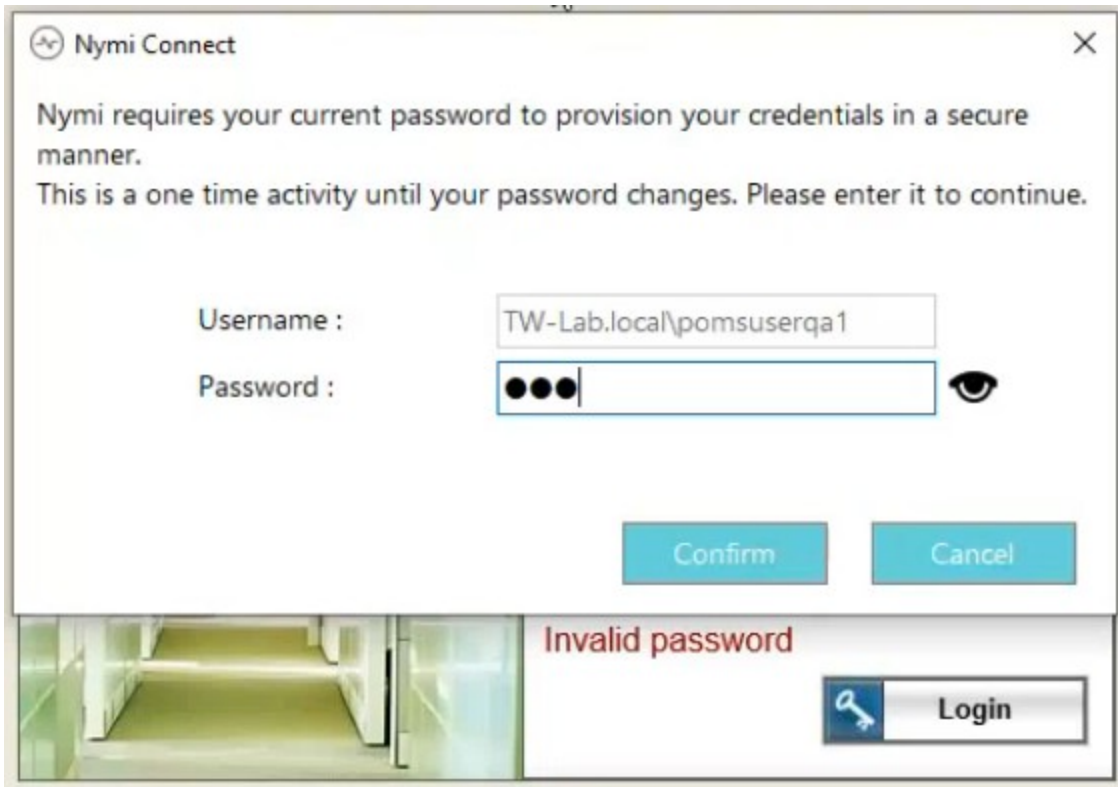 Nymi Connect
Nymi requires your current password to provision your credentials in a secure
manner.
This is a one time activity until your password changes. Please enter it to continue.
Username :
TW-Lab.local\pomsuserqa1
Password :
●●●
Confirm
Cancel
Invalid password
Login